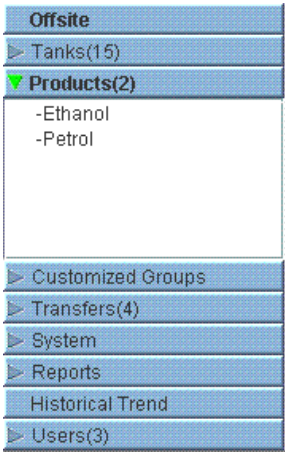 Offsite
Tanks(15)
Products(2)
-Ethanol
-Petrol
Customized Groups
Transfers(4)
System
Reports
Historical Trend
Users(3)